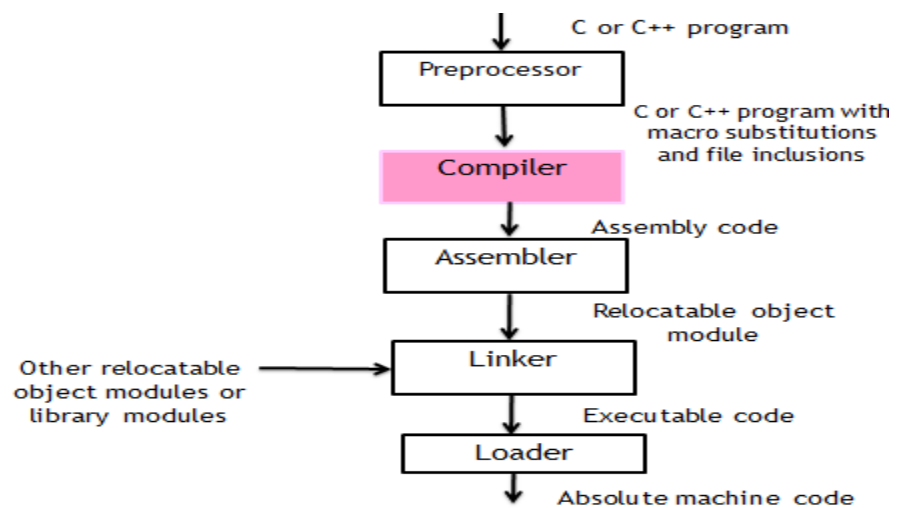 C or C++ program
Preprocessor
C or C++ program with
macro substitutions
and file inclusions
Compiler
Assembly code
Assembler
Relocatable object
module
Linker
Other relocatable
object modules or
library modules
Executable code
Loader
Absolute machine code